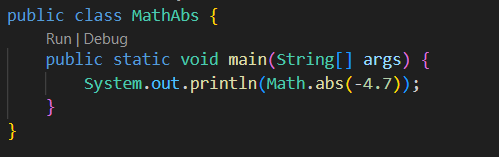 public class MathAbs {
Run | Debug
public static void main(String[] args) {
System.out.println(Math.abs(-4.7));
}
}